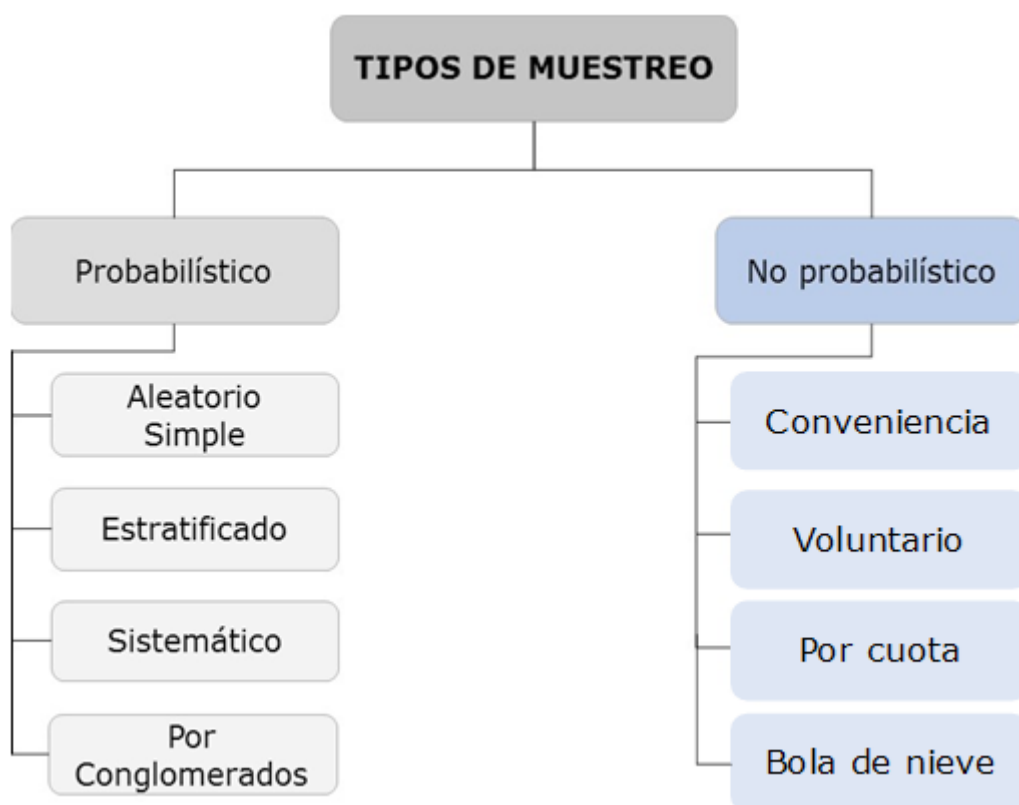 TIPOS DE MUESTREO
Probabilístico
Aleatorio
Simple
Estratificado
Sistemático
Por
Conglomerados
No probabilístico
Conveniencia
Voluntario
Por cuota
Bola de nieve